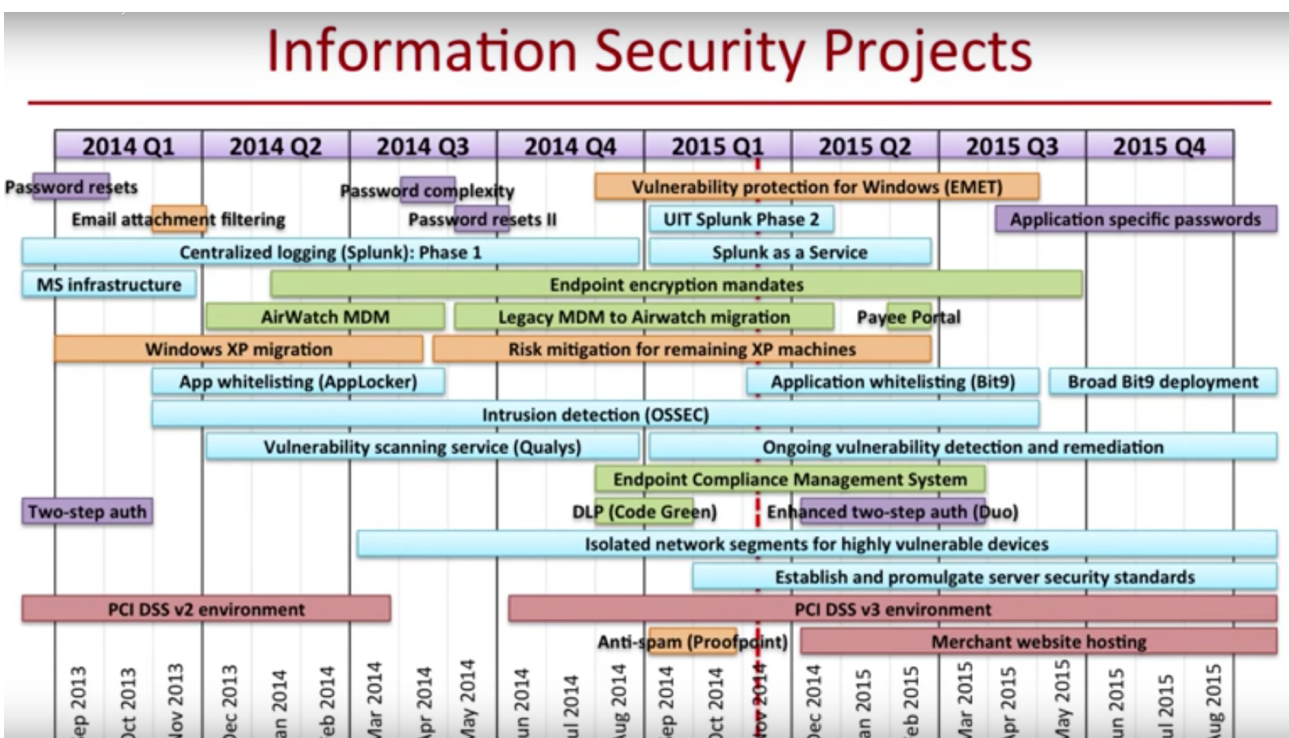 Information Security Projects
2014 Q1 2014 Q2 2014 Q3 2014 Q4 2015 Q1 2015 Q2 2015 Q3 2015 Q4
Password resets Password complexity Vulnerability protection for Windows (EMET)
Email attachment filtering Password resets II UIT Splunk Phase 2 Application specific passwords
Centralized logging (Splunk): Phase 1 Splunk as a Service
MS infrastructure Endpoint encryption mandates
AirWatch MDM Legacy MDM to Airwatch migration Payee Portal
Windows XP migration Risk mitigation for remaining XP machines
App whitelisting (AppLocker) Application whitelisting (Bit9) Broad Bit9 deployment
Intrusion detection (OSSEC)
Vulnerability scanning service (Qualys) Ongoing vulnerability detection and remediation
Endpoint Compliance Management System
Two-step auth DLP (Code Green) Enhanced two-step auth (Duo)
Isolated network segments for highly vulnerable devices
Establish and promulgate server security standards
PCI DSS v2 environment PCI DSS v3 environment
Anti-spam (Proofpoint) Merchant website hosting
Sep 2013
Oct 2013
Nov 2013
Dec 2013
Jan 2014
Feb 2014
Mar 2014
Apr 2014
May 2014
Jun 2014
Jul 2014
Aug 2014
Sep 2014
Oct 2014
Nov 2014
Dec 2014
Jan 2015
Feb 2015
Mar 2015
Apr 2015
May 2015
Jun 2015
Jul 2015
Aug 2015